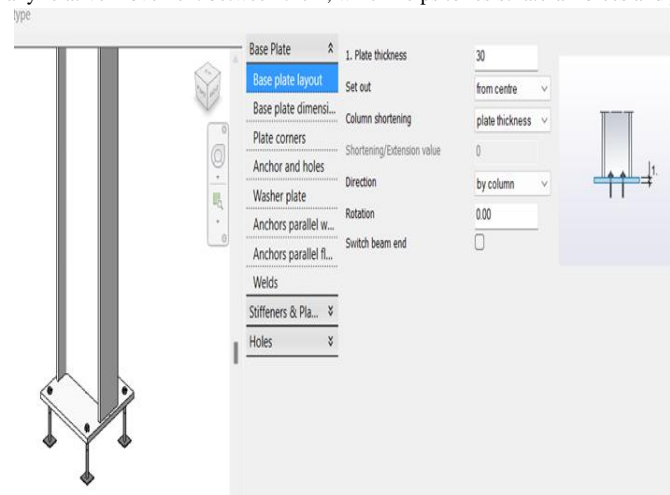 ype
Base Plate
Base plate layout
Base plate dimensi...
Plate corners
Anchor and holes
Washer plate
Anchors parallel w...
Anchors parallel fl...
Welds
Stiffeners & Pla...
Holes
1. Plate thickness 30
Set out from centre
Column shortening plate thickness
Shortening/Extension value 0
Direction by column
Rotation 0.00
Switch beam end
1.